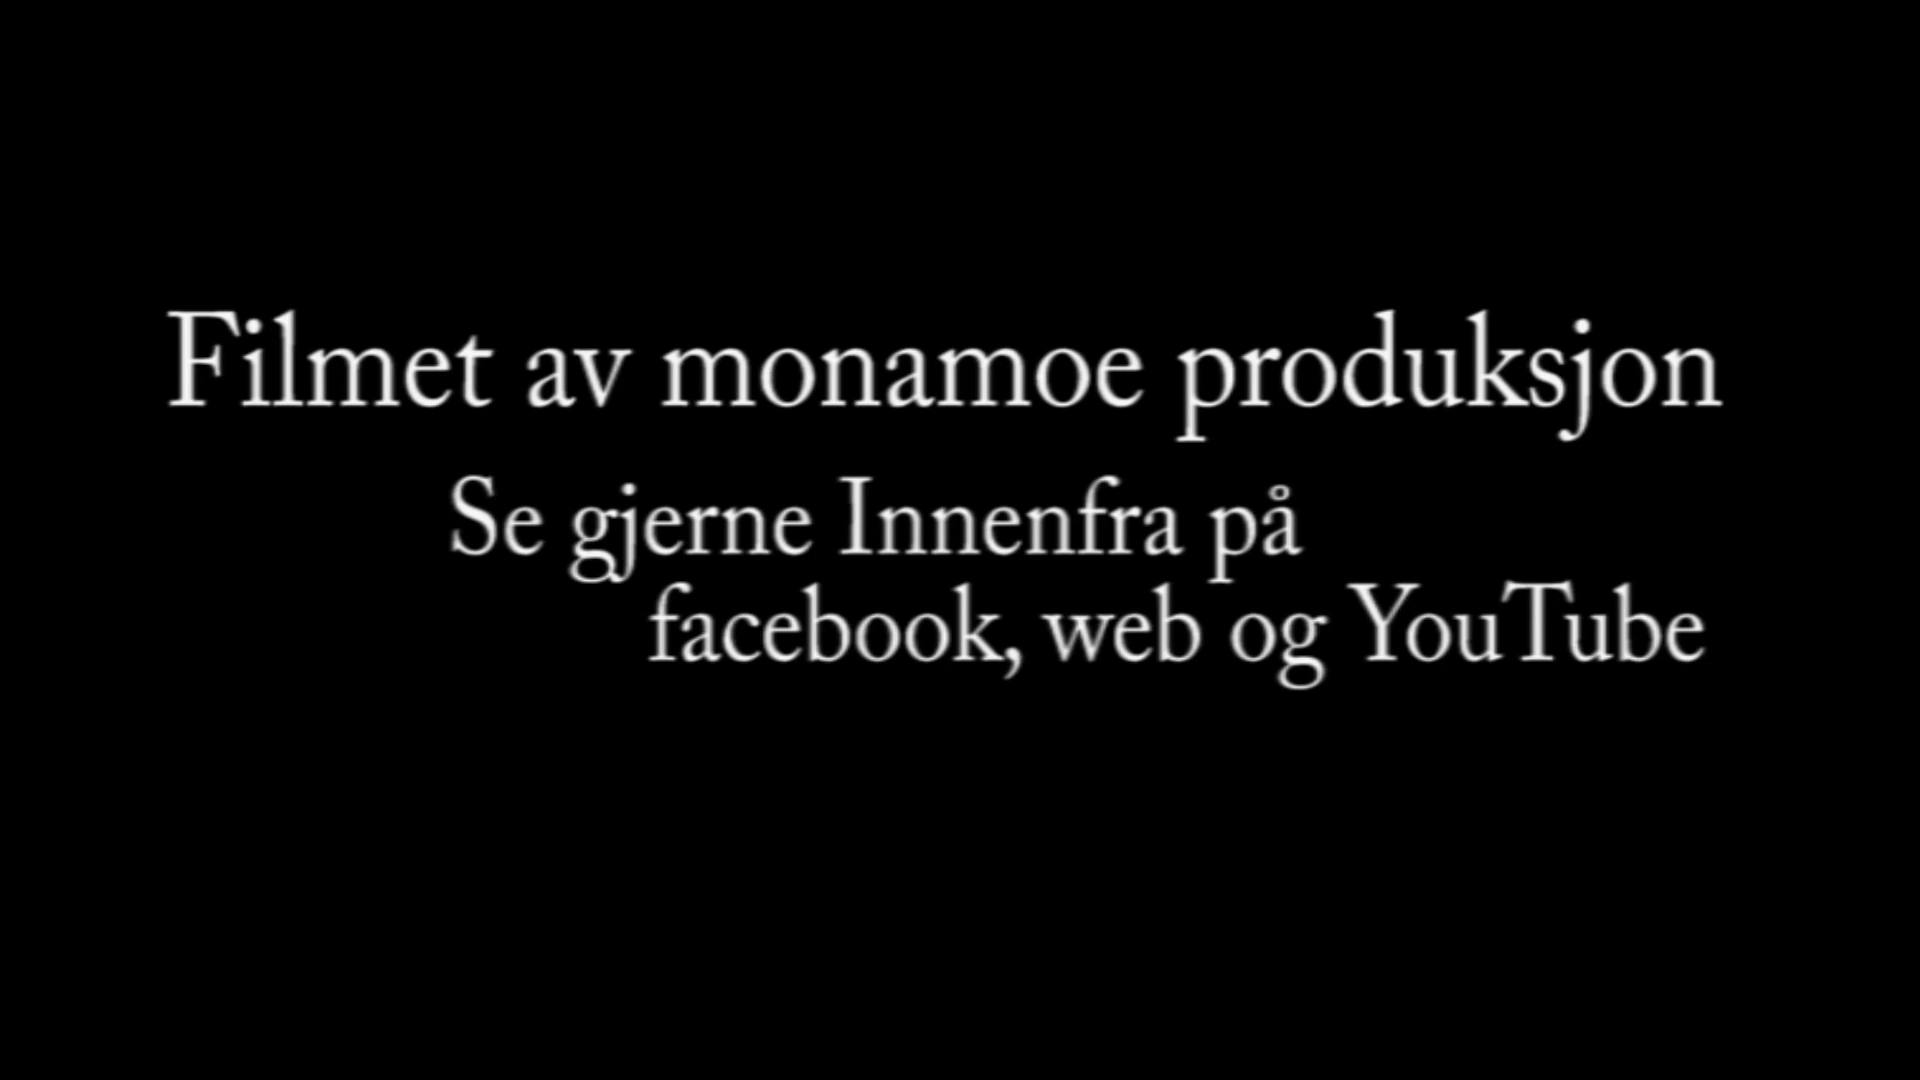 Filmet av monamoe produksjon
Se gjerne Innenfra på
facebook, web og YouTube